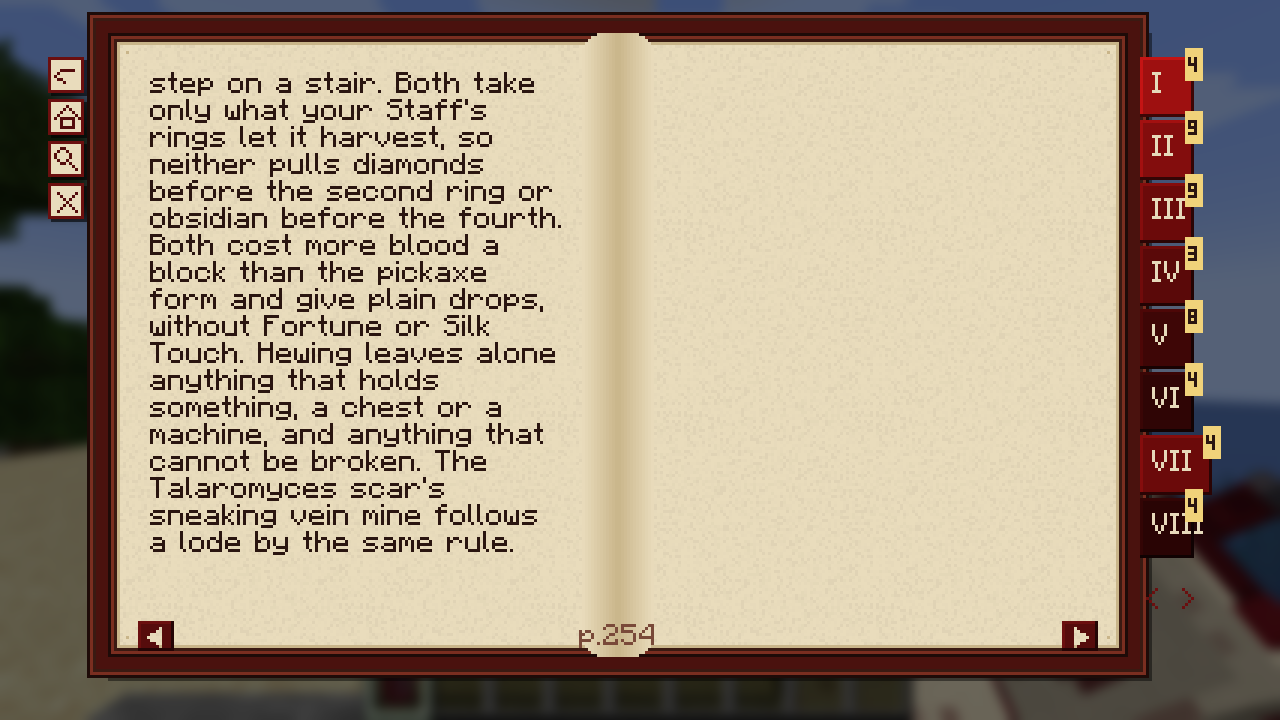 step on a stair. Both take
only what your Staff's
rings let it harvest, so
neither pulls diamonds
before the second ring or
obsidian before the fourth.
Both cost more blood a
block than the pickaxe
form and give plain drops,
without Fortune or Silk
Touch. Hewing leaves alone
anything that holds
something, a chest or a
machine, and anything that
cannot be broken. The
Talaromyces scar's
sneaking vein mine follows
a lode by the same rule.
p.254
4
I
9
II
9
III
3
IV
8
V
4
VI
4
VII
4
VIII